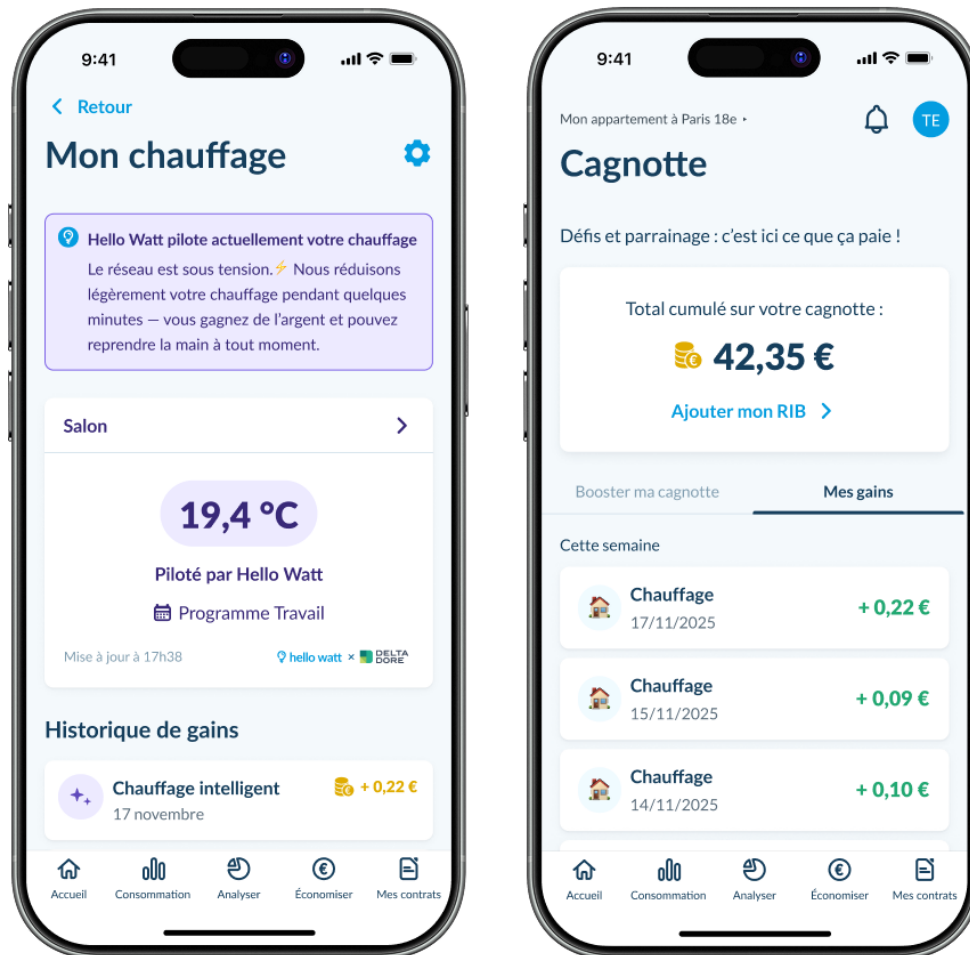 9:41
Retour
Mon chauffage
Hello Watt pilote actuellement votre chauffage
Le réseau est sous tension.⚡ Nous réduisons
légèrement votre chauffage pendant quelques
minutes — vous gagnez de l'argent et pouvez
reprendre la main à tout moment.
Salon
19,4 °C
Piloté par Hello Watt
Programme Travail
Mise à jour à 17h38
hello watt × DELTA
DORE
Historique de gains
Chauffage intelligent
+ 0,22 €
17 novembre
Accueil
Consommation
Analyser
Économiser
Mes contrats
9:41
Mon appartement à Paris 18e
TE
Cagnotte
Défis et parrainage : c'est ici ce que ça paie !
Total cumulé sur votre cagnotte :
42,35 €
Ajouter mon RIB
Booster ma cagnotte
Mes gains
Cette semaine
Chauffage
17/11/2025
+ 0,22 €
Chauffage
15/11/2025
+ 0,09 €
Chauffage
14/11/2025
+ 0,10 €
Accueil
Consommation
Analyser
Économiser
Mes contrats